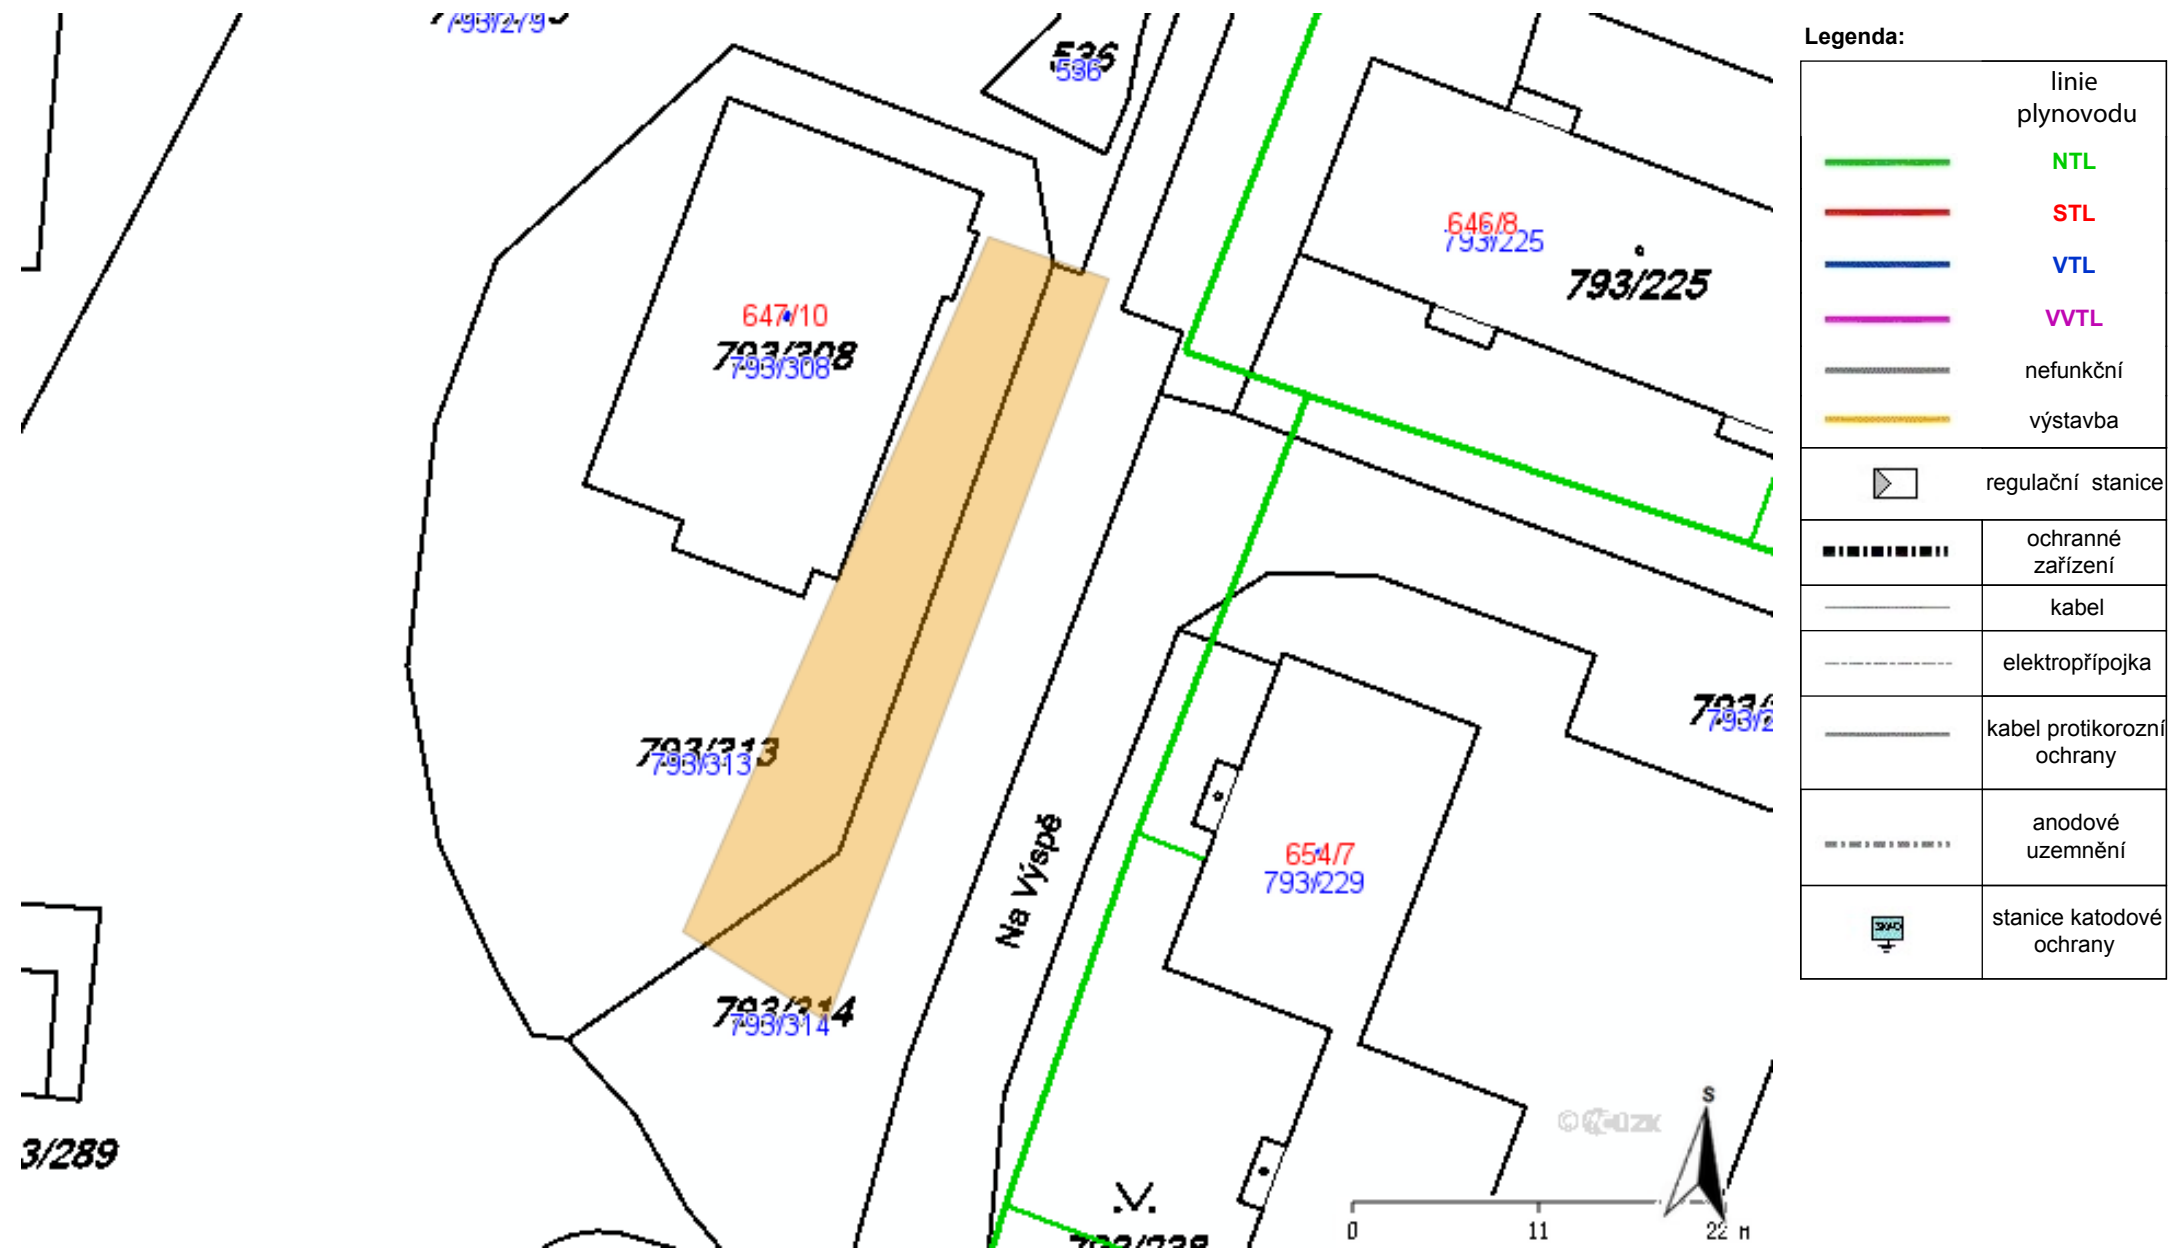 793/279
536
536
646/8
793/225
793/225
647/10
793/308
793/308
793/313
793/313
793/314
793/314
Na Výspě
654/7
793/229
3/289
0
11
22 M
S
Legenda:
linie
plynovodu
NTL
STL
VTL
VVTL
nefunkční
výstavba
regulační stanice
ochranné
zařízení
kabel
elektropřípojka
kabel protikorozní
ochrany
anodové
uzemnění
stanice katodové
ochrany